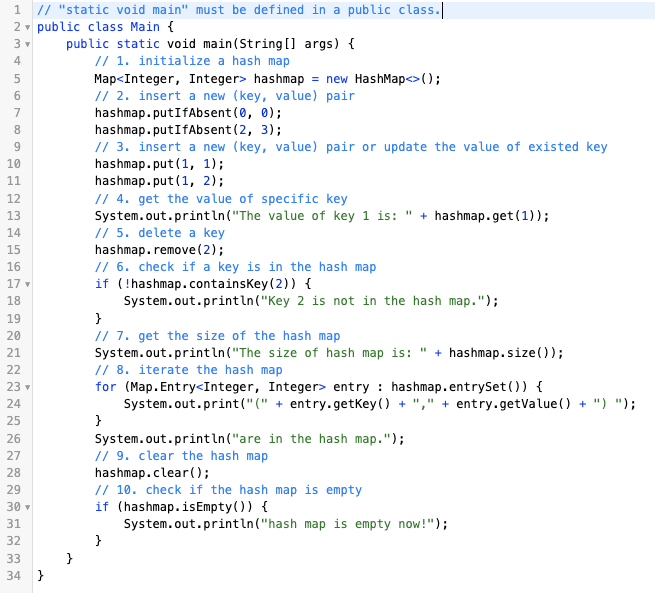 1 // "static void main" must be defined in a public class.
2 public class Main {
3     public static void main(String[] args) {
4         // 1. initialize a hash map
5         Map<Integer, Integer> hashmap = new HashMap<>();
6         // 2. insert a new (key, value) pair
7         hashmap.putIfAbsent(0, 0);
8         hashmap.putIfAbsent(2, 3);
9         // 3. insert a new (key, value) pair or update the value of existed key
10         hashmap.put(1, 1);
11         hashmap.put(1, 2);
12         // 4. get the value of specific key
13         System.out.println("The value of key 1 is: " + hashmap.get(1));
14         // 5. delete a key
15         hashmap.remove(2);
16         // 6. check if a key is in the hash map
17         if (!hashmap.containsKey(2)) {
18             System.out.println("Key 2 is not in the hash map.");
19         }
20         // 7. get the size of the hash map
21         System.out.println("The size of hash map is: " + hashmap.size());
22         // 8. iterate the hash map
23         for (Map.Entry<Integer, Integer> entry : hashmap.entrySet()) {
24             System.out.print("(" + entry.getKey() + "," + entry.getValue() + ") ");
25         }
26         System.out.println("are in the hash map.");
27         // 9. clear the hash map
28         hashmap.clear();
29         // 10. check if the hash map is empty
30         if (hashmap.isEmpty()) {
31             System.out.println("hash map is empty now!");
32         }
33     }
34 }